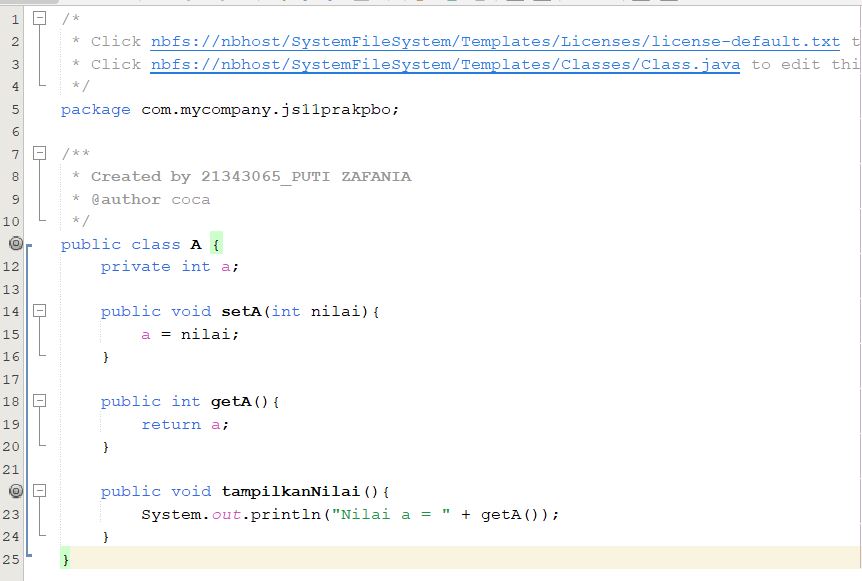 1 /*
2 * Click nbfs://nbhost/SystemFileSystem/Templates/Licenses/license-default.txt t
3 * Click nbfs://nbhost/SystemFileSystem/Templates/Classes/Class.java to edit thi
4 */
5 package com.mycompany.js11prakpbo;
6
7 /**
8 * Created by 21343065_PUTI ZAFANIA
9 * @author coca
10 */
public class A {
12 private int a;
13
14 public void setA(int nilai){
15 a = nilai;
16 }
17
18 public int getA(){
19 return a;
20 }
21
public void tampilkanNilai(){
23 System.out.println("Nilai a = " + getA());
24 }
25 }